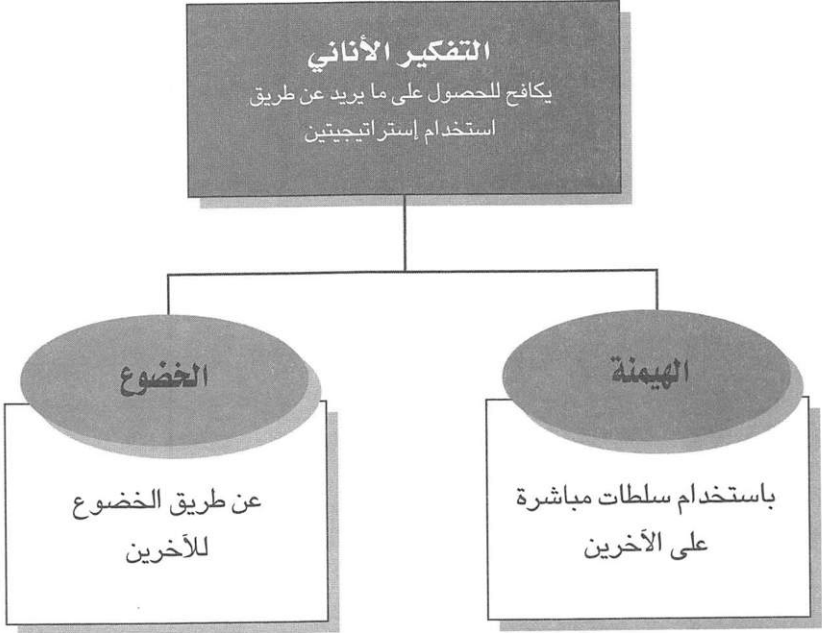 التفكير الأناني
يكافح للحصول على ما يريد عن طريق
استخدام إستراتيجيتين
الهيمنة
باستخدام سلطات مباشرة
على الآخرين
الخضوع
عن طريق الخضوع
للآخرين